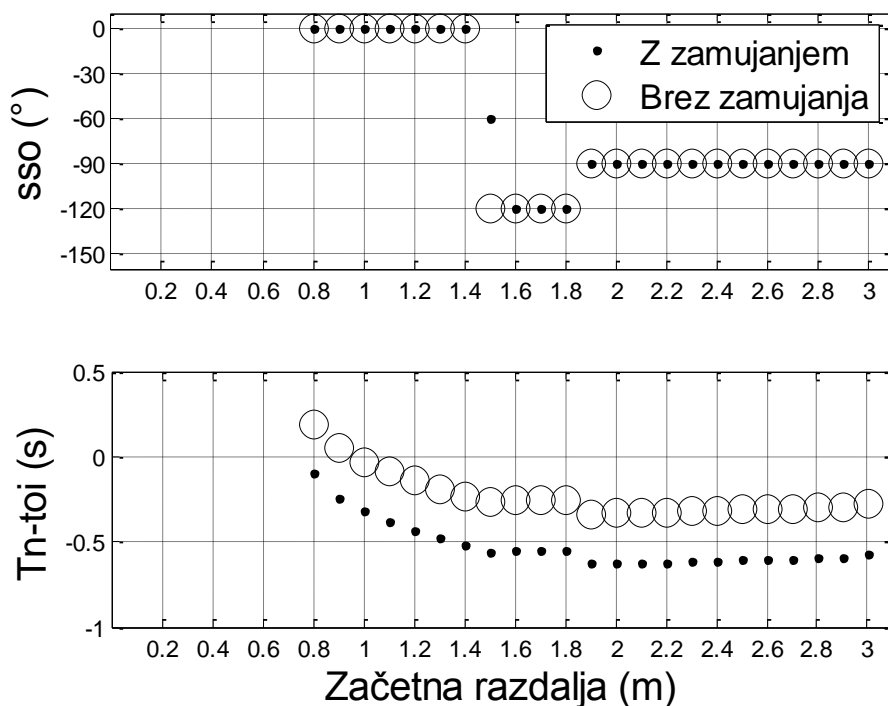 0
-30
-60
-90
-120
-150
sso (°)
Z zamujanjem
Brez zamujanja
0.2 0.4 0.6 0.8 1 1.2 1.4 1.6 1.8 2 2.2 2.4 2.6 2.8 3
0.5
0
-0.5
-1
Tn-toi (s)
0.2 0.4 0.6 0.8 1 1.2 1.4 1.6 1.8 2 2.2 2.4 2.6 2.8 3
Začetna razdalja (m)